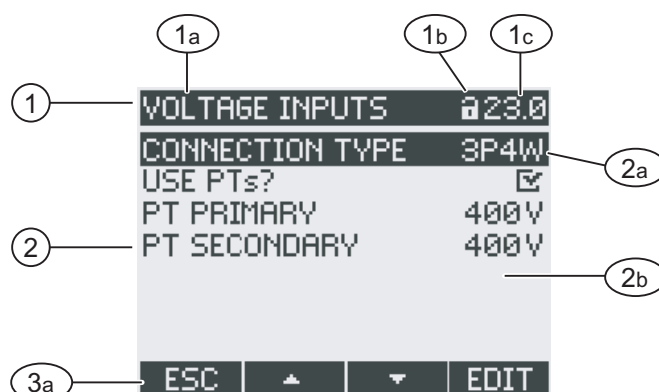 1a 1b 1c
1 VOLTAGE INPUTS 23.0
CONNECTION TYPE 3P4W
2a
USE PTs?
PT PRIMARY 400V
2 PT SECONDARY 400V
2b
3a ESC EDIT